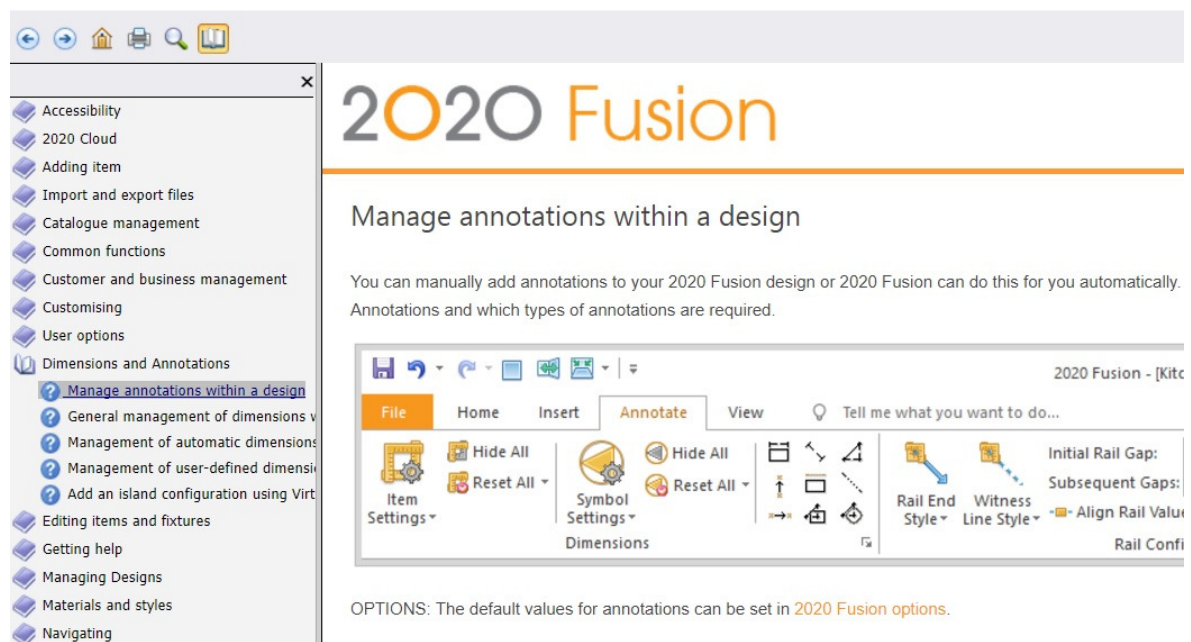 Accessibility
2020 Cloud
Adding item
Import and export files
Catalogue management
Common functions
Customer and business management
Customising
User options
Dimensions and Annotations
Manage annotations within a design
General management of dimensions w
Management of automatic dimensions
Management of user-defined dimensi
Add an island configuration using Virt
Editing items and fixtures
Getting help
Managing Designs
Materials and styles
Navigating
2020 Fusion
Manage annotations within a design
You can manually add annotations to your 2020 Fusion design or 2020 Fusion can do this for you automatically.
Annotations and which types of annotations are required.
2020 Fusion - [Kitc
File Home Insert Annotate View Tell me what you want to do...
Item Settings
Hide All
Reset All
Symbol Settings
Hide All
Reset All
Dimensions
Rail End Style
Witness Line Style
Initial Rail Gap:
Subsequent Gaps:
Align Rail Value
Rail Confi
OPTIONS: The default values for annotations can be set in 2020 Fusion options.